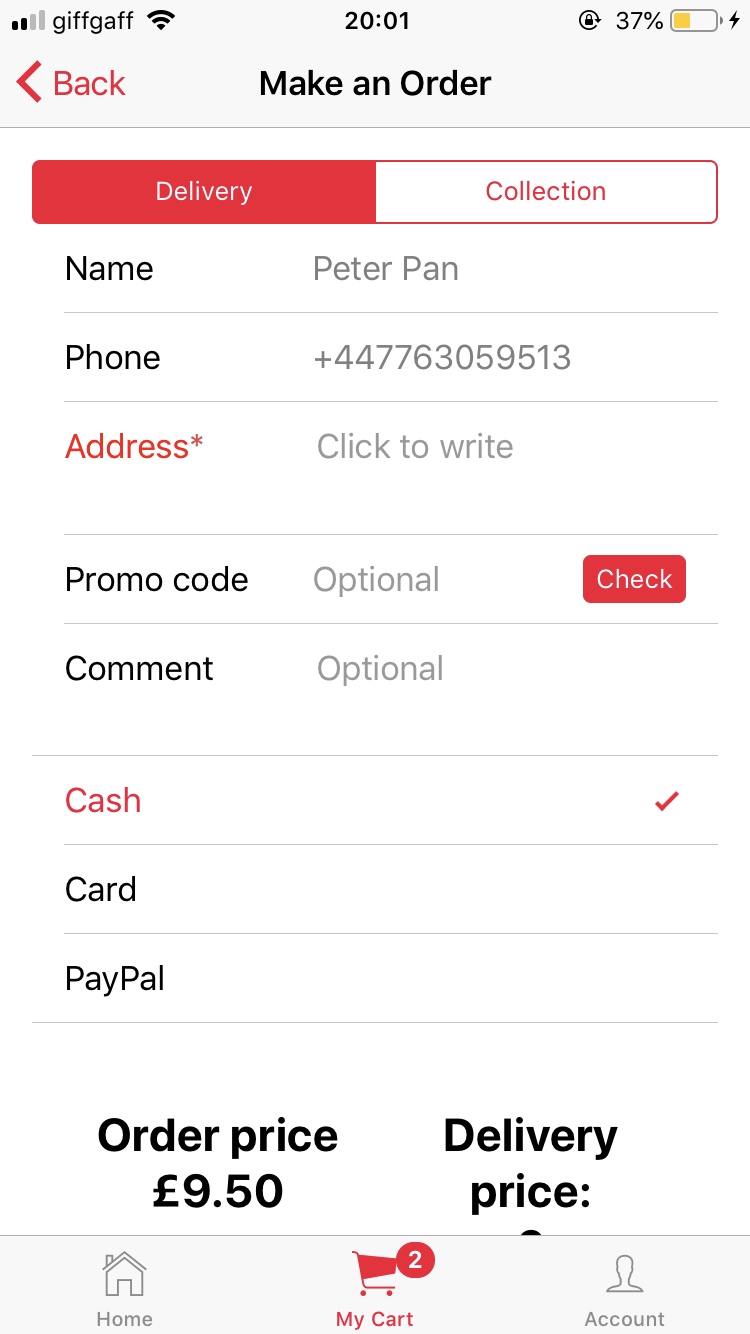 giffgaff 20:01 37%
Back Make an Order
Delivery Collection
Name Peter Pan
Phone +447763059513
Address* Click to write
Promo code Optional Check
Comment Optional
Cash
Card
PayPal
Order price Delivery
£9.50 price:
2
Home My Cart Account